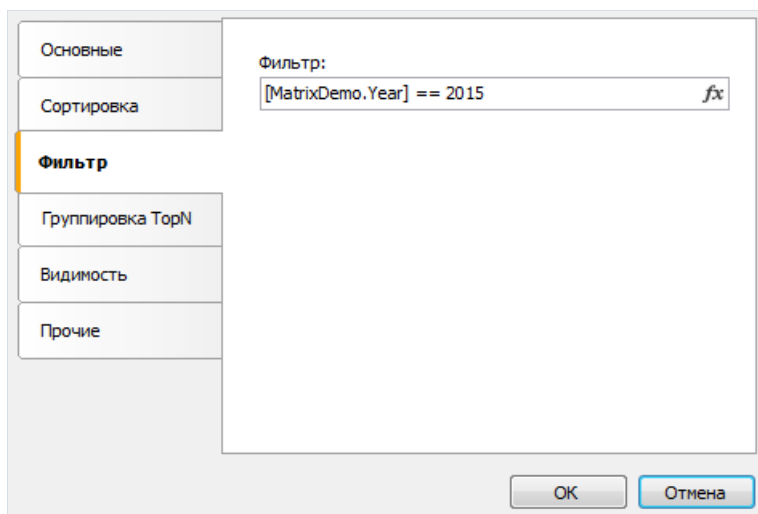 Основные
Сортировка
Фильтр
Группировка TopN
Видимость
Прочие
Фильтр:
[MatrixDemo.Year] == 2015 fx
OK Отмена